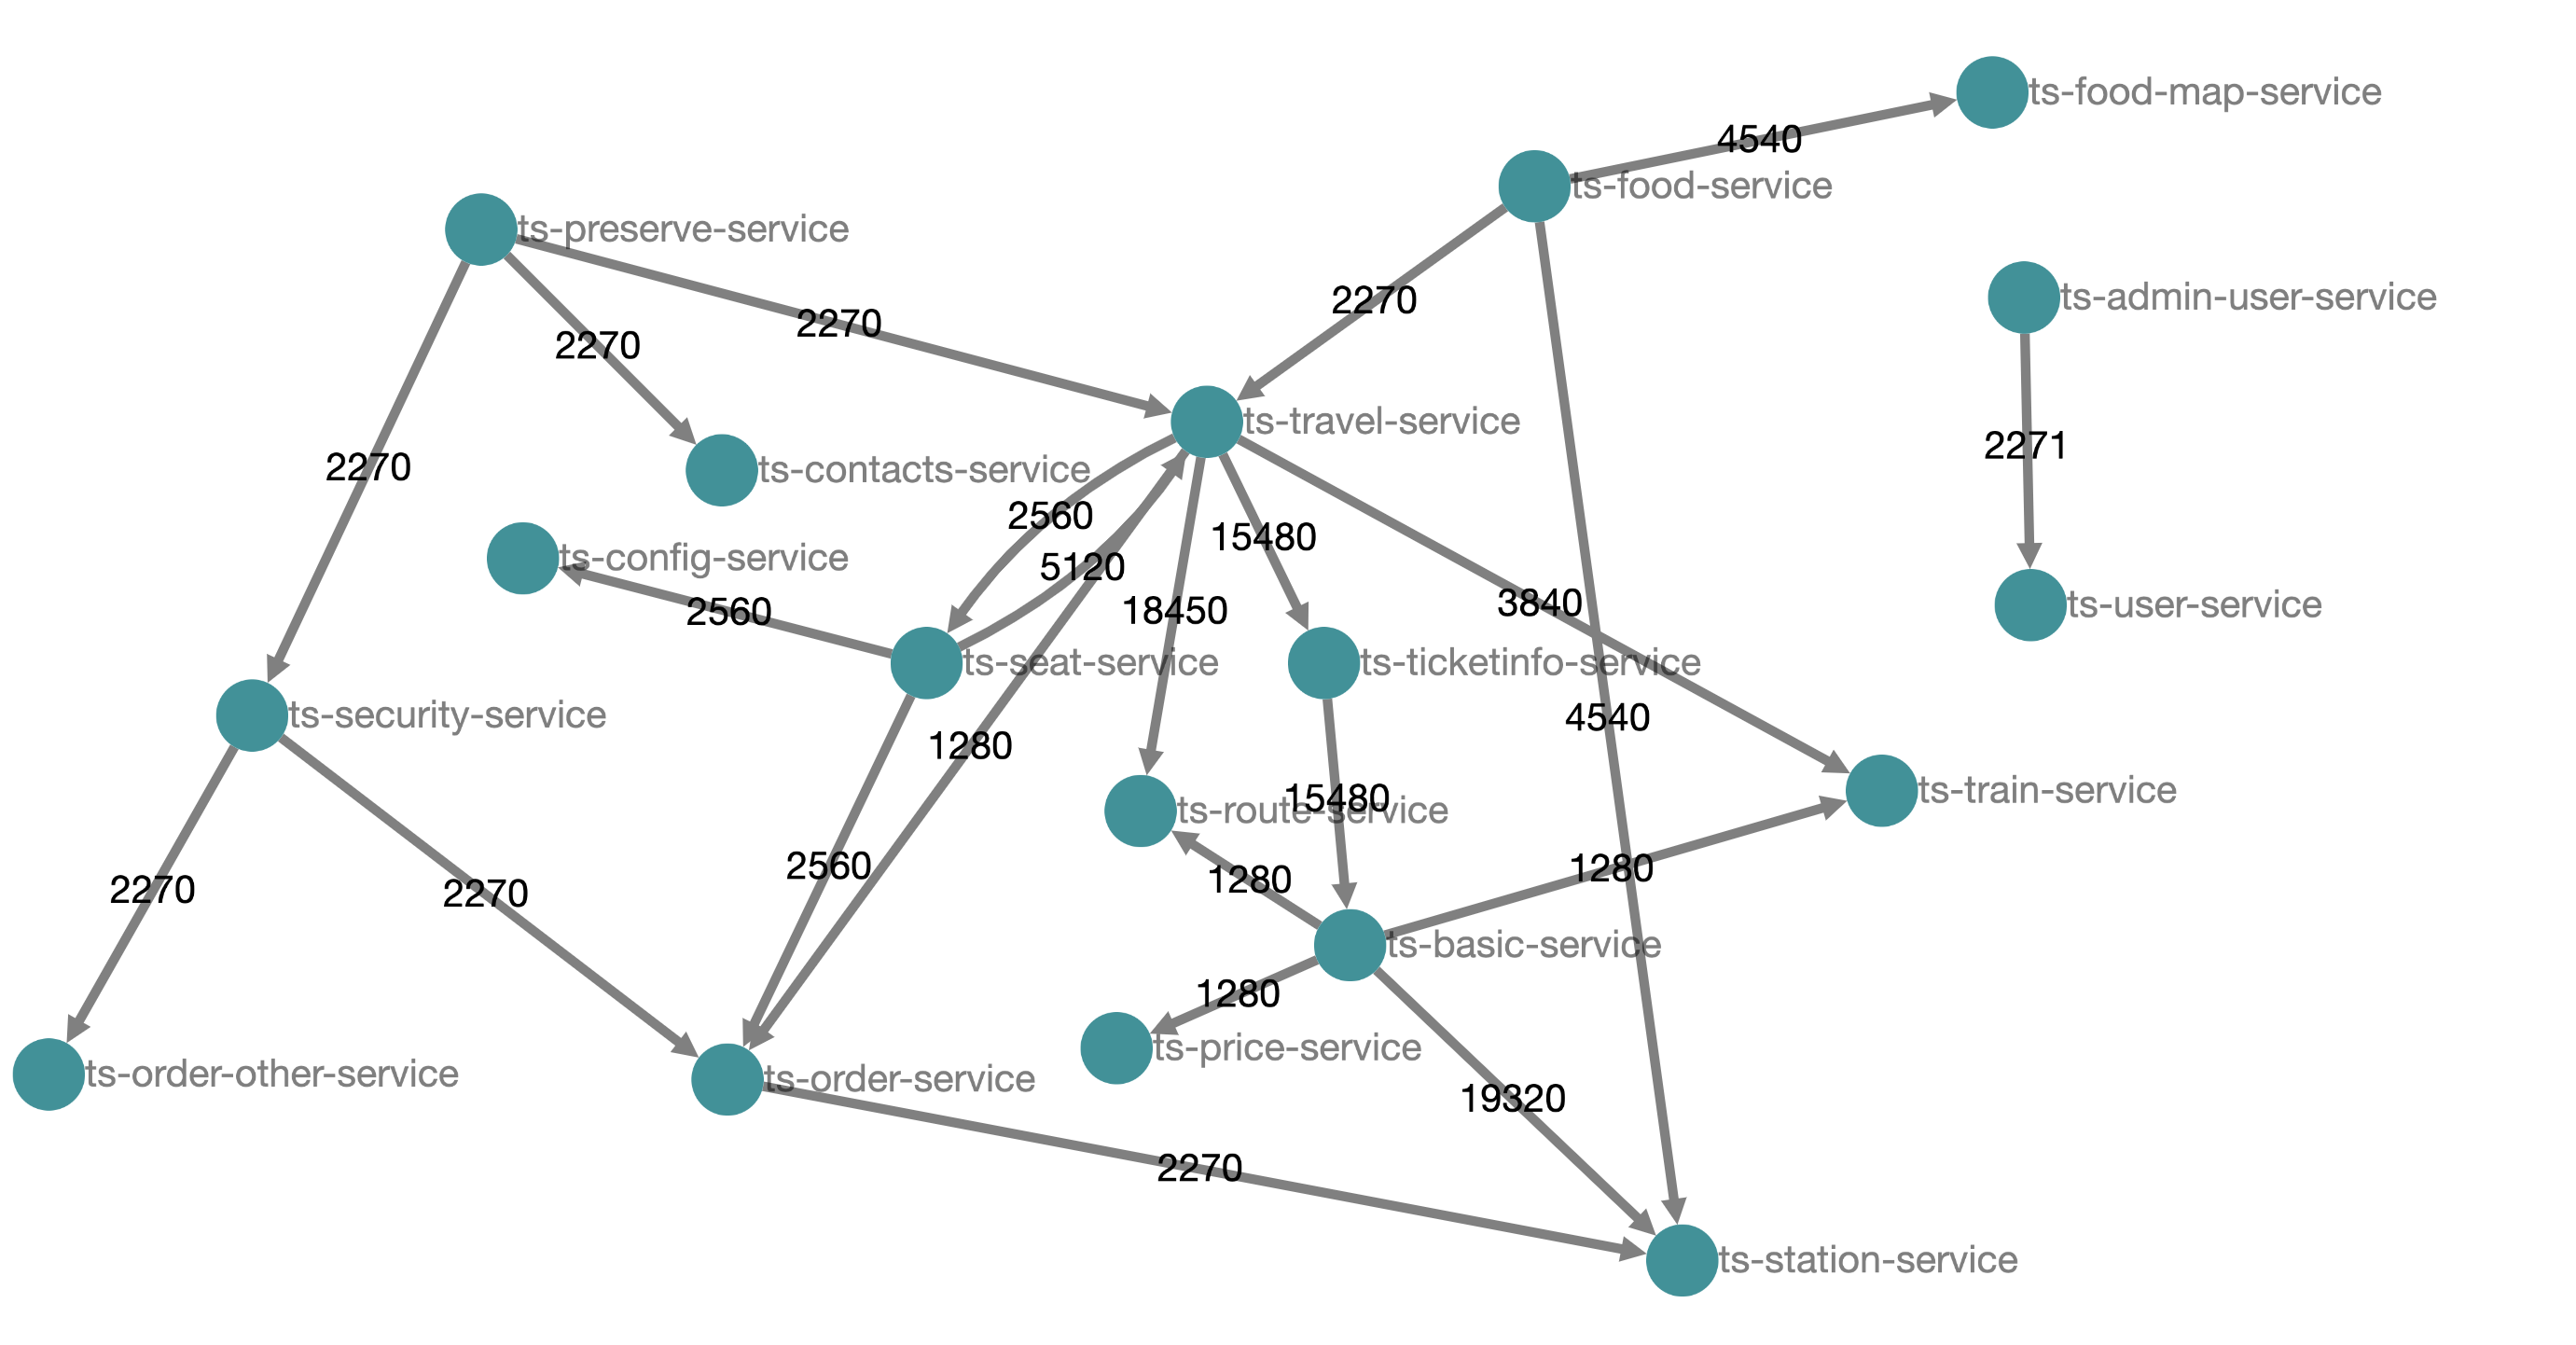 ts-food-map-service
4540
ts-food-service
ts-preserve-service
ts-admin-user-service
2270
2270
2270
ts-travel-service
2271
2270
ts-contacts-service
2560
15480
ts-config-service
5120
3840
ts-user-service
2560
18450
ts-seat-service
ts-ticketinfo-service
ts-security-service
4540
1280
ts-train-service
15480
ts-route-service
2560
1280
1280
2270
2270
ts-basic-service
1280
ts-price-service
ts-order-other-service
ts-order-service
19320
2270
ts-station-service